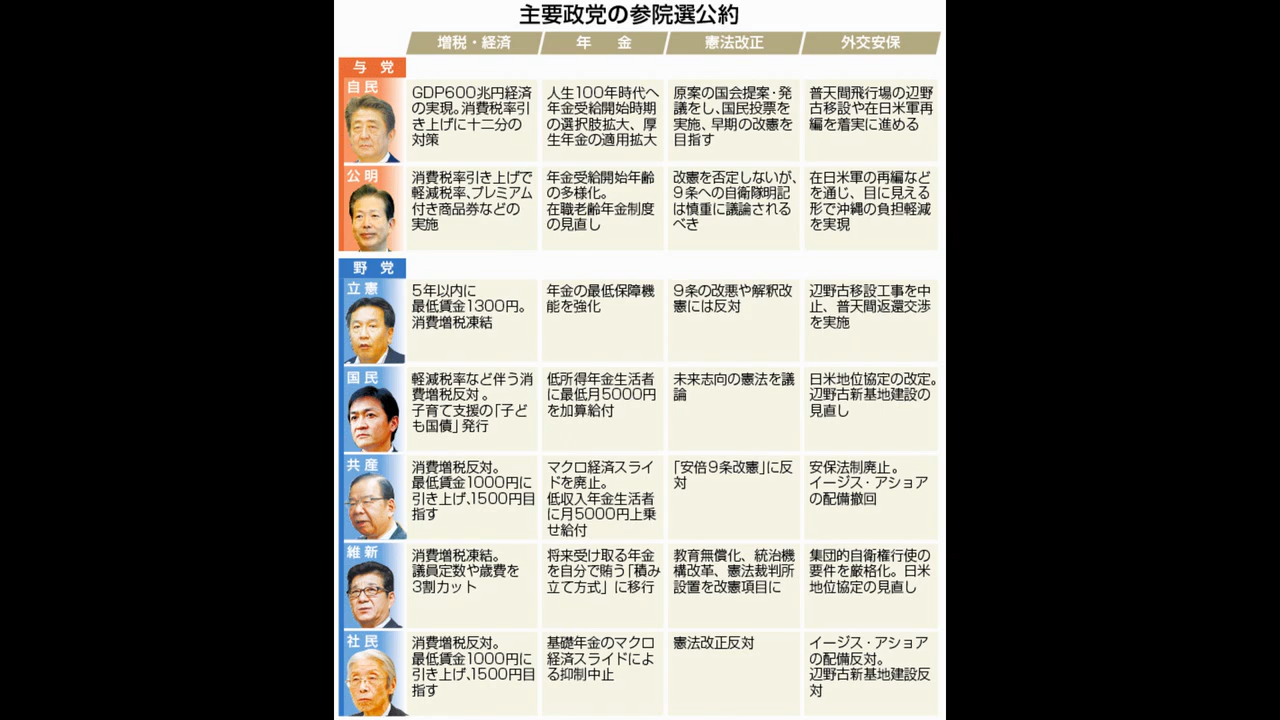 主要政党の参院選公約
増税・経済
年 金
憲法改正
外交安保
与党
自民
GDP600兆円経済
の実現。消費税率引
き上げに十二分の
対策
人生100年時代へ
年金受給開始時期
の選択肢拡大、厚
生年金の適用拡大
原案の国会提案・発
議をし、国民投票を
実施、早期の改憲を
目指す
普天間飛行場の辺野
古移設や在日米軍再
編を着実に進める
公明
消費税率引き上げで
軽減税率、プレミアム
付き商品券などの
実施
年金受給開始年齢
の多様化。
在職老齢年金制度
の見直し
改憲を否定しないが、
9条への自衛隊明記
は慎重に議論される
べき
在日米軍の再編など
を通じ、目に見える
形で沖縄の負担軽減
を実現
野党
立憲
5年以内に
最低賃金1300円。
消費増税凍結
年金の最低保障機
能を強化
9条の改悪や解釈改
憲には反対
辺野古移設工事を中
止、普天間返還交渉
を実施
国民
軽減税率など伴う消
費増税反対。
子育て支援の「子ど
も国債」発行
低所得年金生活者
に最低月5000円
を加算給付
未来志向の憲法を議
論
日米地位協定の改定。
辺野古新基地建設の
見直し
共産
消費増税反対。
最低賃金1000円に
引き上げ、1500円目
指す
マクロ経済スライ
ドを廃止。
低収入年金生活者
に月5000円上乗
せ給付
「安倍9条改憲」に反
対
安保法制廃止。
イージス・アショア
の配備撤回
維新
消費増税凍結。
議員定数や歳費を
3割カット
将来受け取る年金
を自分で賄う「積み
立て方式」に移行
教育無償化、統治機
構改革、憲法裁判所
設置を改憲項目に
集団的自衛権行使の
要件を厳格化。日米
地位協定の見直し
社民
消費増税反対。
最低賃金1000円に
引き上げ、1500円目
指す
基礎年金のマクロ
経済スライドによ
る抑制中止
憲法改正反対
イージス・アショア
の配備反対。
辺野古新基地建設反
対